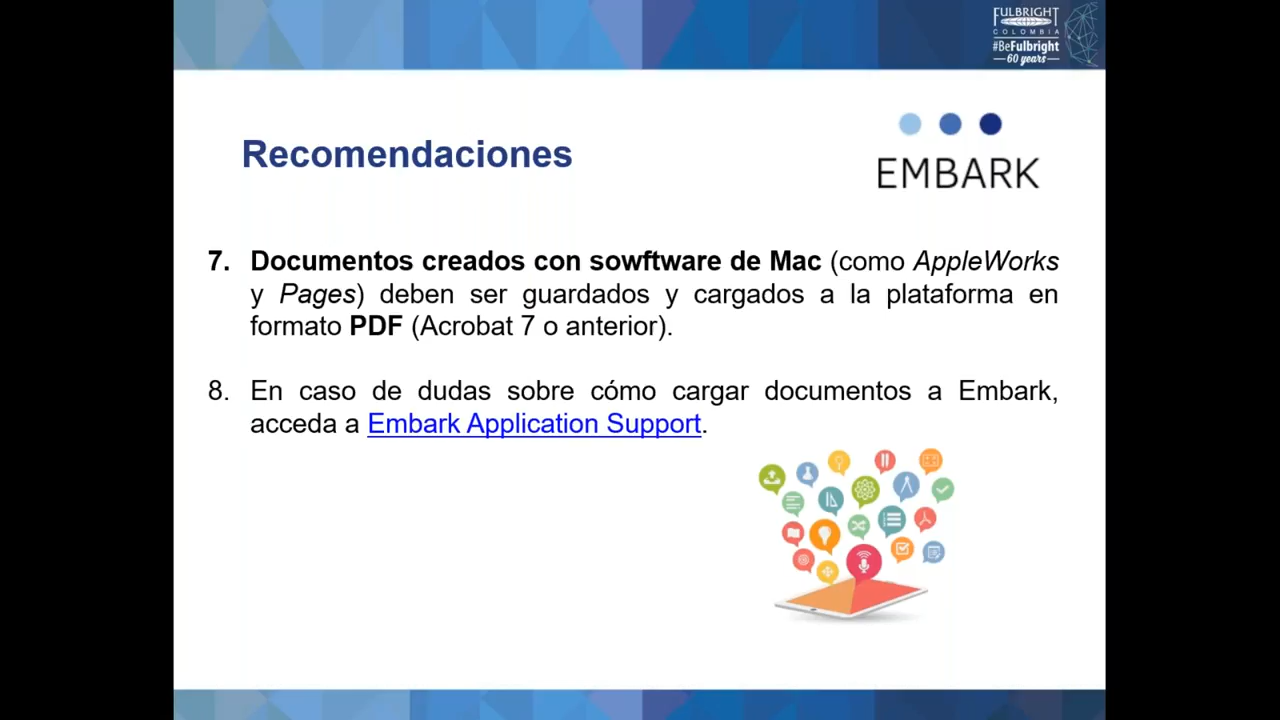 FULBRIGHT
COLOMBIA
#BeFulbright
60 years
Recomendaciones
EMBARK
7. Documentos creados con sowftware de Mac (como AppleWorks
y Pages) deben ser guardados y cargados a la plataforma en
formato PDF (Acrobat 7 o anterior).
8. En caso de dudas sobre cómo cargar documentos a Embark,
acceda a Embark Application Support.